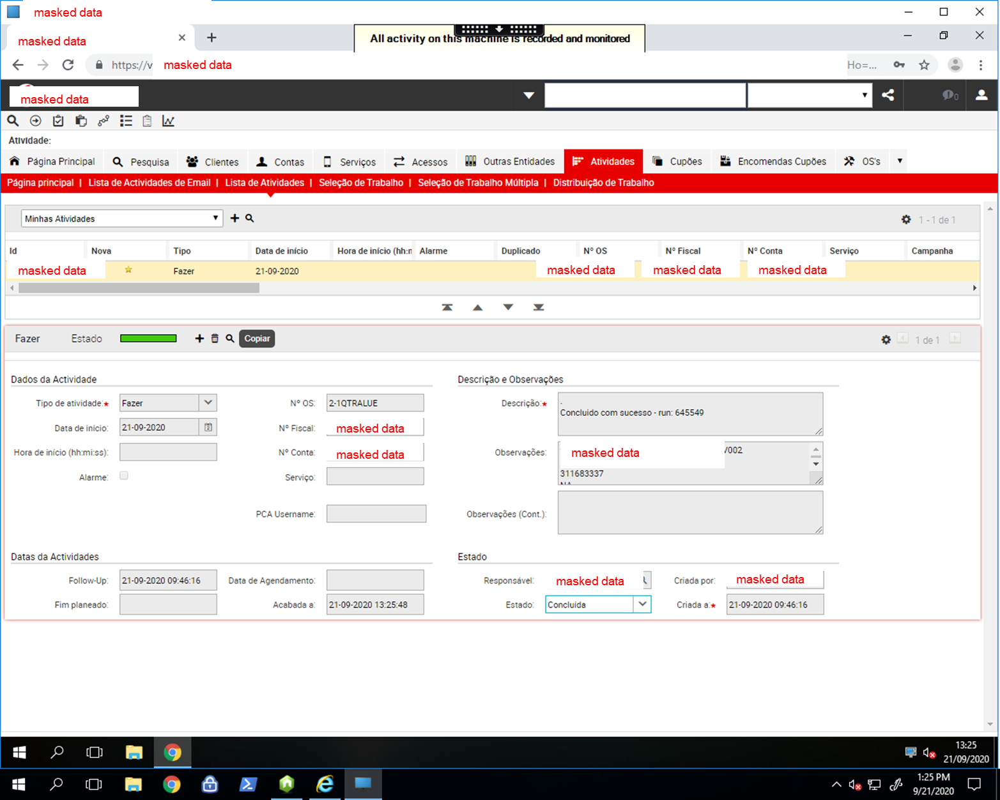 masked data
masked data
All activity on this machine is recorded and monitored
https://v masked data
Ho=...
masked data
0
Atividade:
Página Principal Pesquisa Clientes Contas Serviços Acessos Outras Entidades Atividades Cupões Encomendas Cupões OS's
Página principal | Lista de Actividades de Email | Lista de Atividades | Seleção de Trabalho | Seleção de Trabalho Múltipla | Distribuição de Trabalho
Minhas Atividades
1 - 1 de 1
Id Nova Tipo Data de início Hora de início (hh:n Alarme Duplicado Nº OS Nº Fiscal Nº Conta Serviço Campanha
masked data Fazer 21-09-2020 masked data masked data masked data
Fazer Estado Copiar
1 de 1
Dados da Actividade
Tipo de atividade: Fazer
Nº OS: 2-1QTRALUE
Data de inicio: 21-09-2020
Nº Fiscal: masked data
Hora de início (hh:mi:ss):
Nº Conta: masked data
Alarme:
Serviço:
PCA Username:
Descrição e Observações
Descrição: .
Concluido com sucesso - run: 645549
Observações: masked data /002
311683337
NA
Observações (Cont.):
Datas da Actividades
Follow-Up: 21-09-2020 09:46:16
Data de Agendamento:
Fim planeado:
Acabada a: 21-09-2020 13:25:48
Estado
Responsável: masked data
Criada por: masked data
Estado: Concluída
Criada a: 21-09-2020 09:46:16
13:25
21/09/2020
1:25 PM
9/21/2020